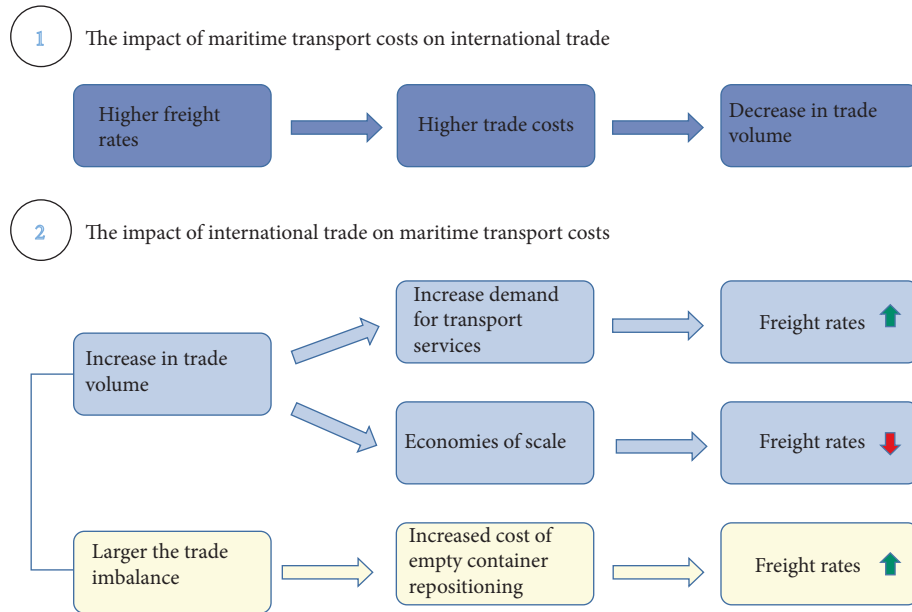 1
The impact of maritime transport costs on international trade
Higher freight
rates
Higher trade costs
Decrease in trade
volume
2
The impact of international trade on maritime transport costs
Increase in trade
volume
Increase demand
for transport
services
Freight rates
Economies of scale
Freight rates
Larger the trade
imbalance
Increased cost of
empty container
repositioning
Freight rates